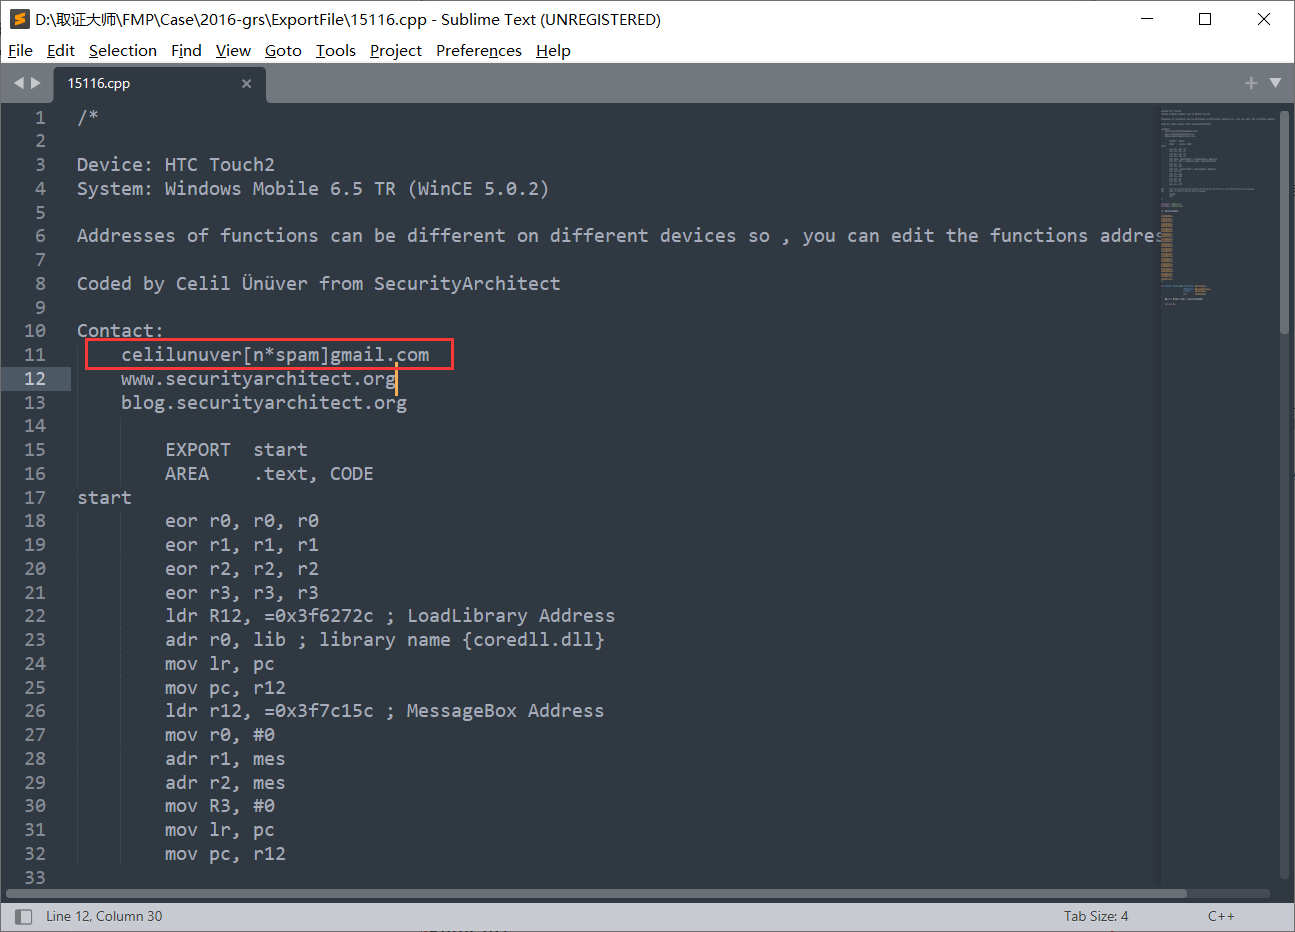 D:\取证大师\FMP\Case\2016-grs\ExportFile\15116.cpp - Sublime Text (UNREGISTERED)
File Edit Selection Find View Goto Tools Project Preferences Help
15116.cpp
1 /*
2
3 Device: HTC Touch2
4 System: Windows Mobile 6.5 TR (WinCE 5.0.2)
5
6 Addresses of functions can be different on different devices so , you can edit the functions addres
7
8 Coded by Celil Ünüver from SecurityArchitect
9
10 Contact:
11 celilunuver[n*spam]gmail.com
12 www.securityarchitect.org
13 blog.securityarchitect.org
14
15 EXPORT start
16 AREA .text, CODE
17 start
18 eor r0, r0, r0
19 eor r1, r1, r1
20 eor r2, r2, r2
21 eor r3, r3, r3
22 ldr R12, =0x3f6272c ; LoadLibrary Address
23 adr r0, lib ; library name {coredll.dll}
24 mov lr, pc
25 mov pc, r12
26 ldr r12, =0x3f7c15c ; MessageBox Address
27 mov r0, #0
28 adr r1, mes
29 adr r2, mes
30 mov R3, #0
31 mov lr, pc
32 mov pc, r12
33
Line 12, Column 30 Tab Size: 4 C++